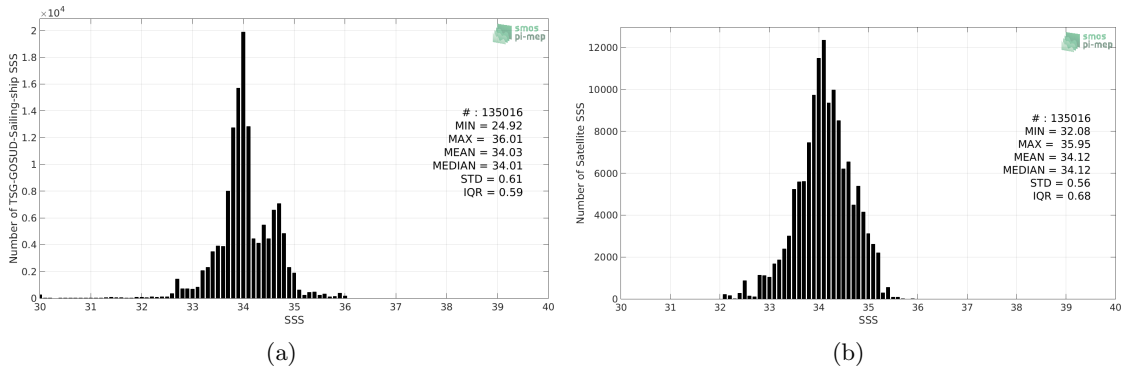 ×10⁴
2
1.8
1.6
1.4
1.2
1
0.8
0.6
0.4
0.2
0
30 31 32 33 34 35 36 37 38 39 40
SSS
Number of TSG-GOSUD-Sailing-ship SSS
smos
pi-mep
# : 135016
MIN = 24.92
MAX = 36.01
MEAN = 34.03
MEDIAN = 34.01
STD = 0.61
IQR = 0.59
(a)
12000
10000
8000
6000
4000
2000
0
30 31 32 33 34 35 36 37 38 39 40
SSS
Number of Satellite SSS
smos
pi-mep
# : 135016
MIN = 32.08
MAX = 35.95
MEAN = 34.12
MEDIAN = 34.12
STD = 0.56
IQR = 0.68
(b)